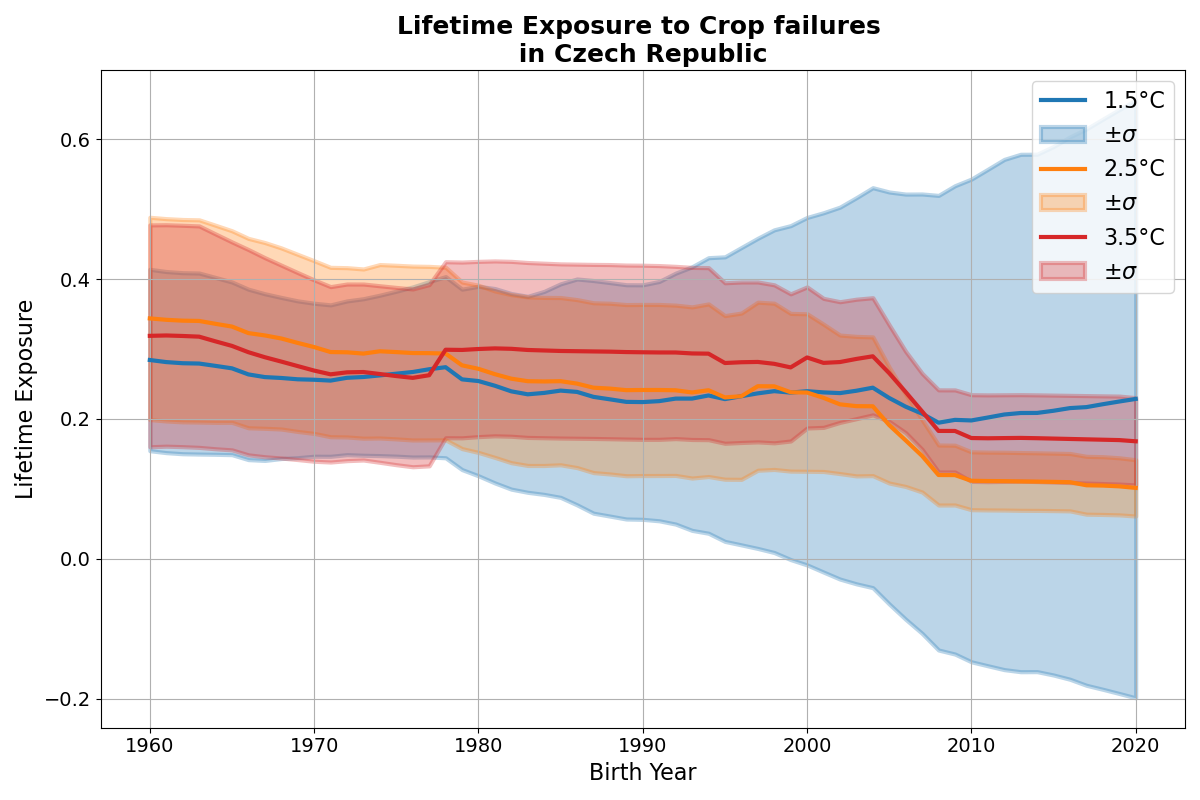 Lifetime Exposure to Crop failures
in Czech Republic
Lifetime Exposure
0.6
0.4
0.2
0.0
−0.2
1.5°C
±σ
2.5°C
±σ
3.5°C
±σ
1960 1970 1980 1990 2000 2010 2020
Birth Year